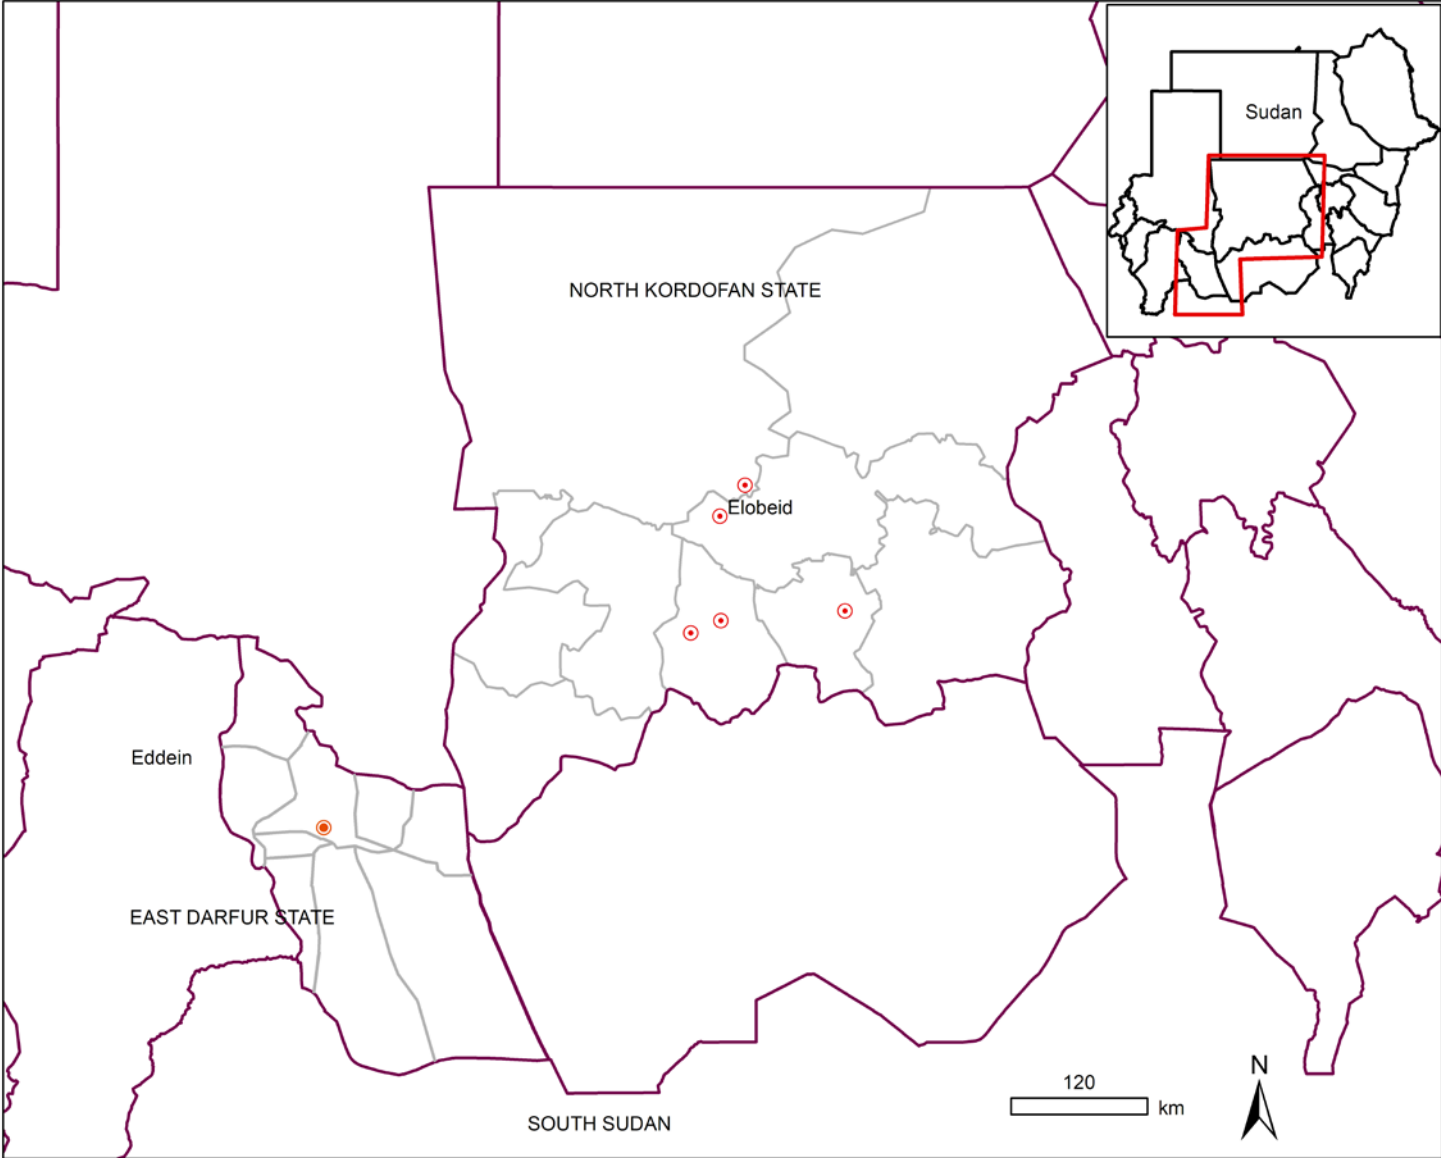 Sudan
NORTH KORDOFAN STATE
Elobeid
Eddein
EAST DARFUR STATE
N
120
km
SOUTH SUDAN